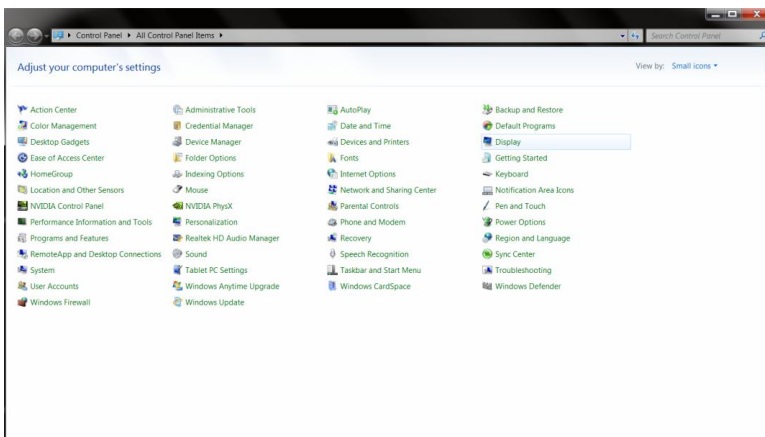 Control Panel ▸ All Control Panel Items ▸
Search Control Panel
Adjust your computer's settings
View by: Small icons
Action Center Administrative Tools AutoPlay Backup and Restore
Color Management Credential Manager Date and Time Default Programs
Desktop Gadgets Device Manager Devices and Printers Display
Ease of Access Center Folder Options Fonts Getting Started
HomeGroup Indexing Options Internet Options Keyboard
Location and Other Sensors Mouse Network and Sharing Center Notification Area Icons
NVIDIA Control Panel NVIDIA PhysX Parental Controls Pen and Touch
Performance Information and Tools Personalization Phone and Modem Power Options
Programs and Features Realtek HD Audio Manager Recovery Region and Language
RemoteApp and Desktop Connections Sound Speech Recognition Sync Center
System Tablet PC Settings Taskbar and Start Menu Troubleshooting
User Accounts Windows Anytime Upgrade Windows CardSpace Windows Defender
Windows Firewall Windows Update